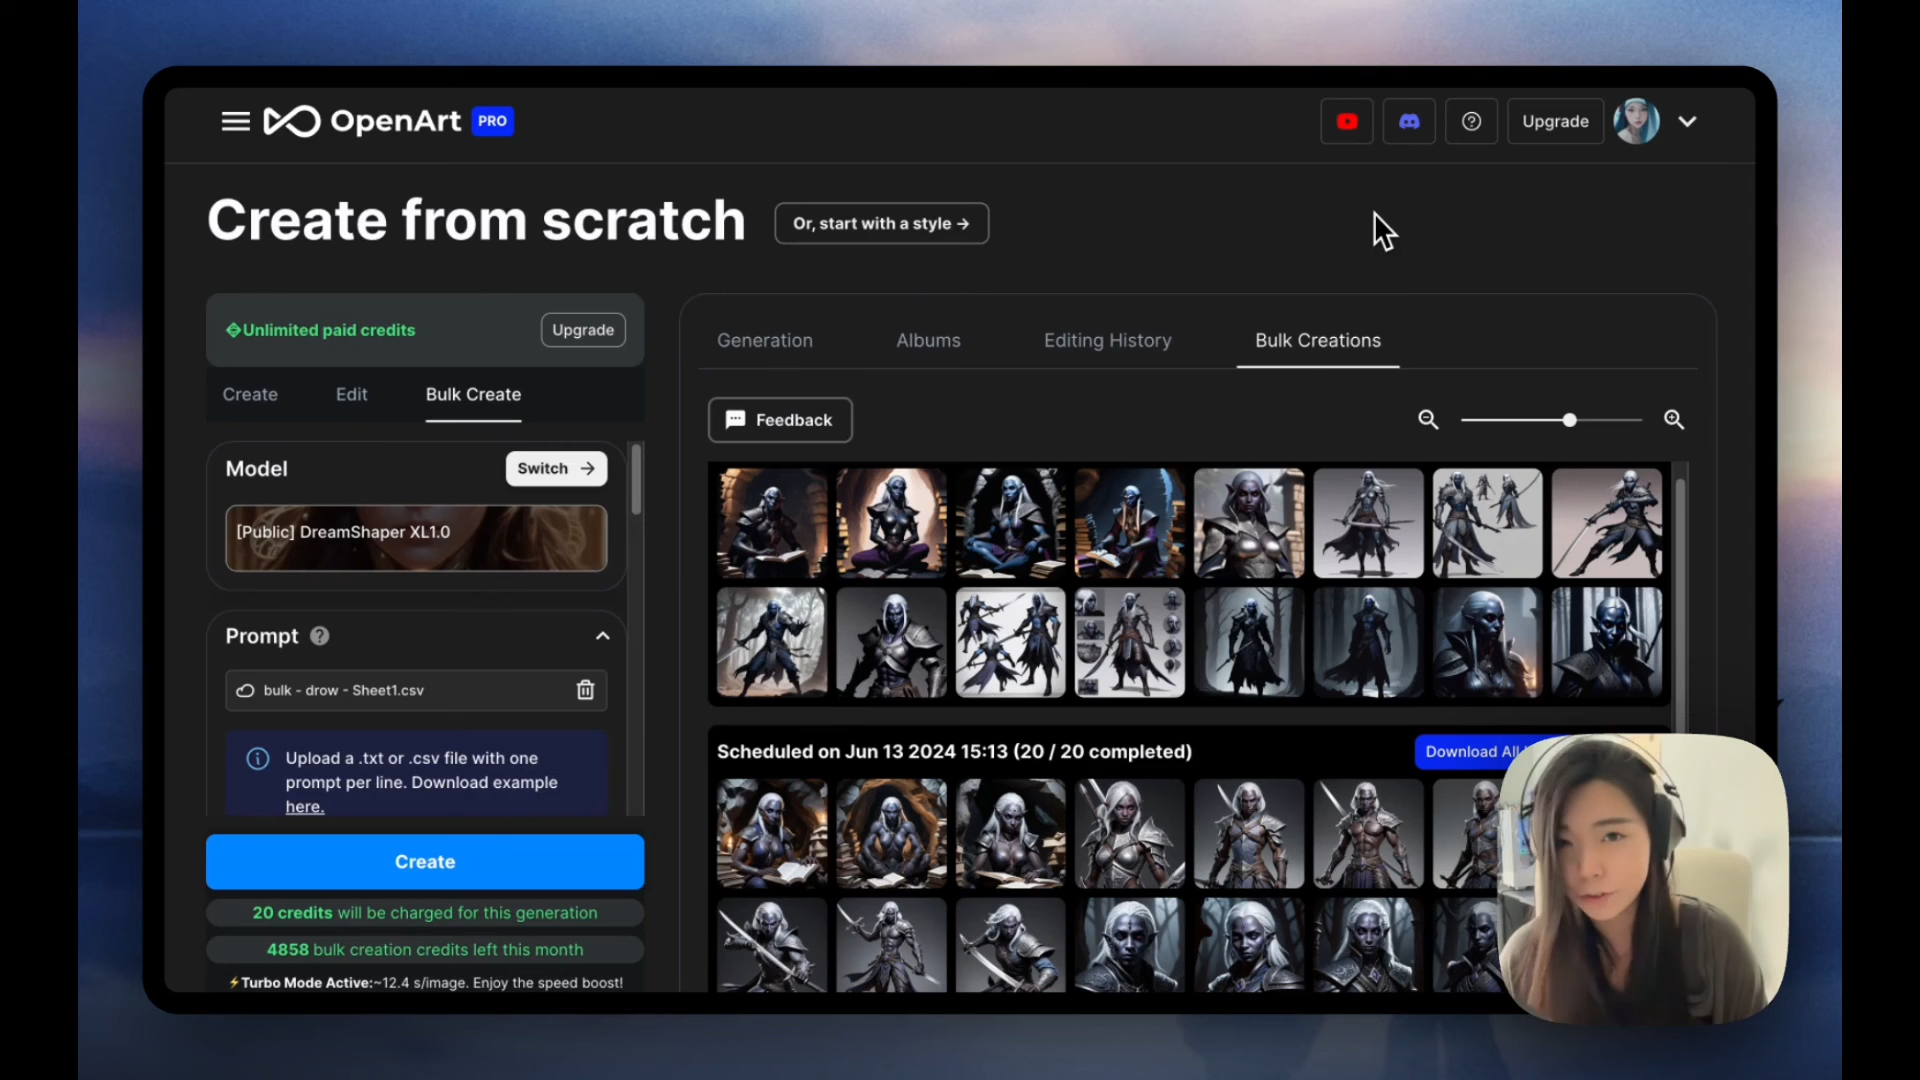 OpenArt PRO
Upgrade
Create from scratch
Or, start with a style →
Unlimited paid credits
Upgrade
Create
Edit
Bulk Create
Model
Switch →
[Public] DreamShaper XL1.0
Prompt ?
bulk - drow - Sheet1.csv
Upload a .txt or .csv file with one
prompt per line. Download example
here.
Create
20 credits will be charged for this generation
4858 bulk creation credits left this month
⚡Turbo Mode Active:~12.4 s/image. Enjoy the speed boost!
Generation
Albums
Editing History
Bulk Creations
Feedback
Scheduled on Jun 13 2024 15:13 (20 / 20 completed)
Download All